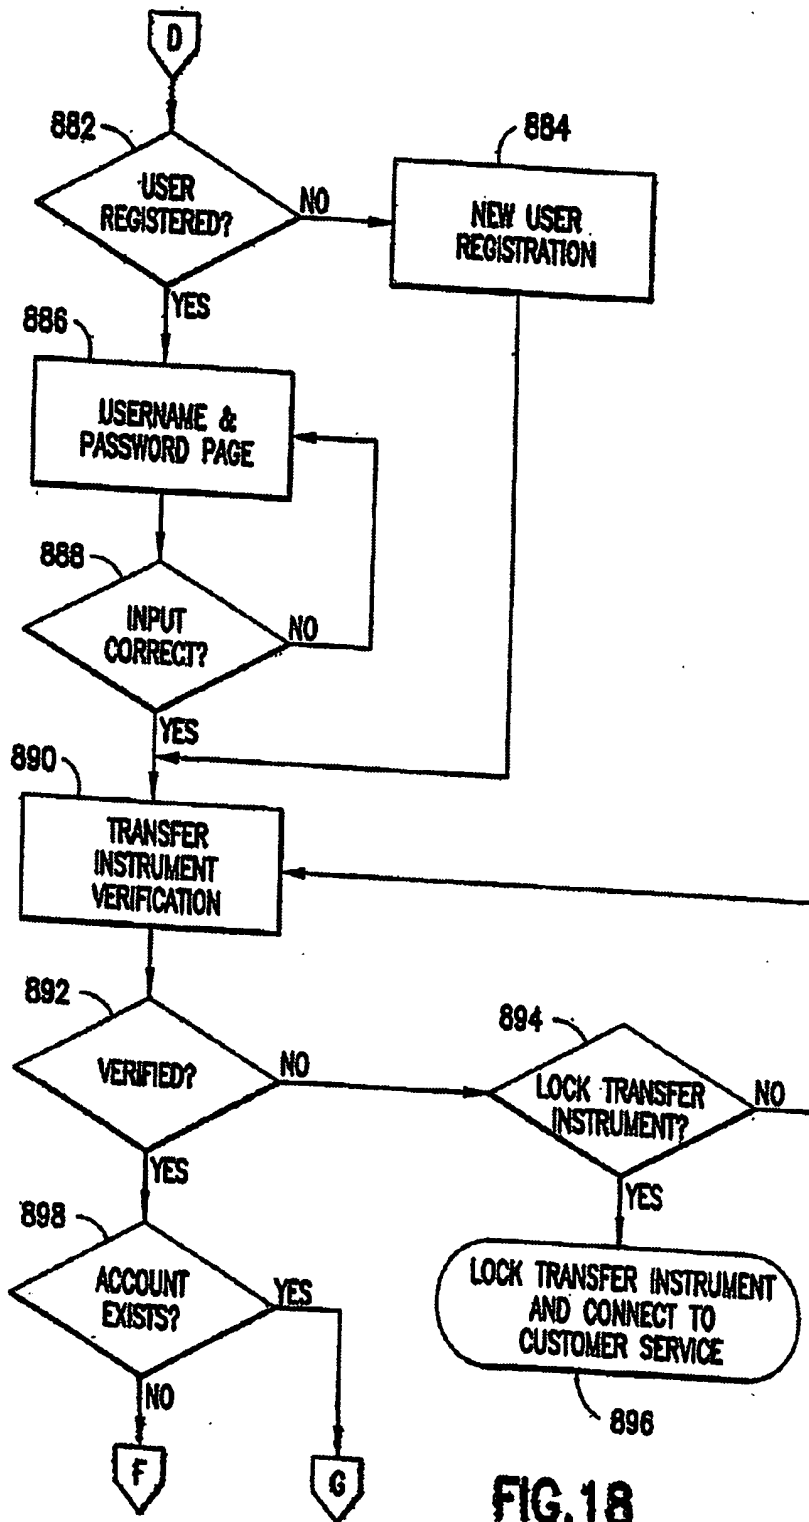 D
882
USER
REGISTERED?
NO
884
NEW USER
REGISTRATION
YES
886
USERNAME &
PASSWORD PAGE
888
INPUT
CORRECT?
NO
YES
890
TRANSFER
INSTRUMENT
VERIFICATION
892
VERIFIED?
NO
894
LOCK TRANSFER
INSTRUMENT?
NO
YES
YES
898
ACCOUNT
EXISTS?
YES
LOCK TRANSFER INSTRUMENT
AND CONNECT TO
CUSTOMER SERVICE
896
NO
F
G
FIG.18